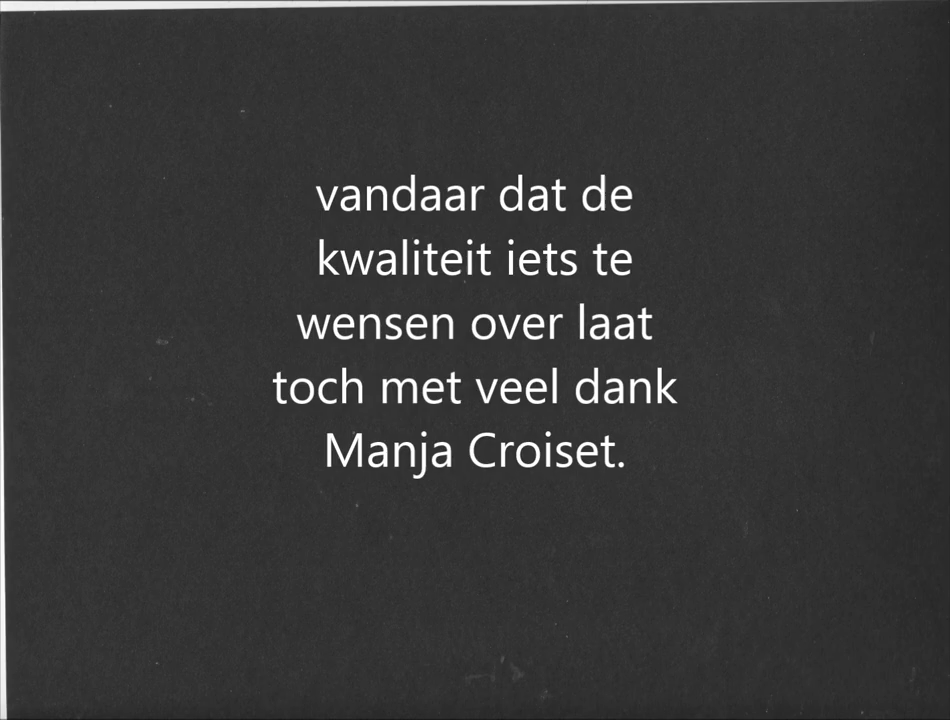 vandaar dat de
kwaliteit iets te
wensen over laat
toch met veel dank
Manja Croiset.